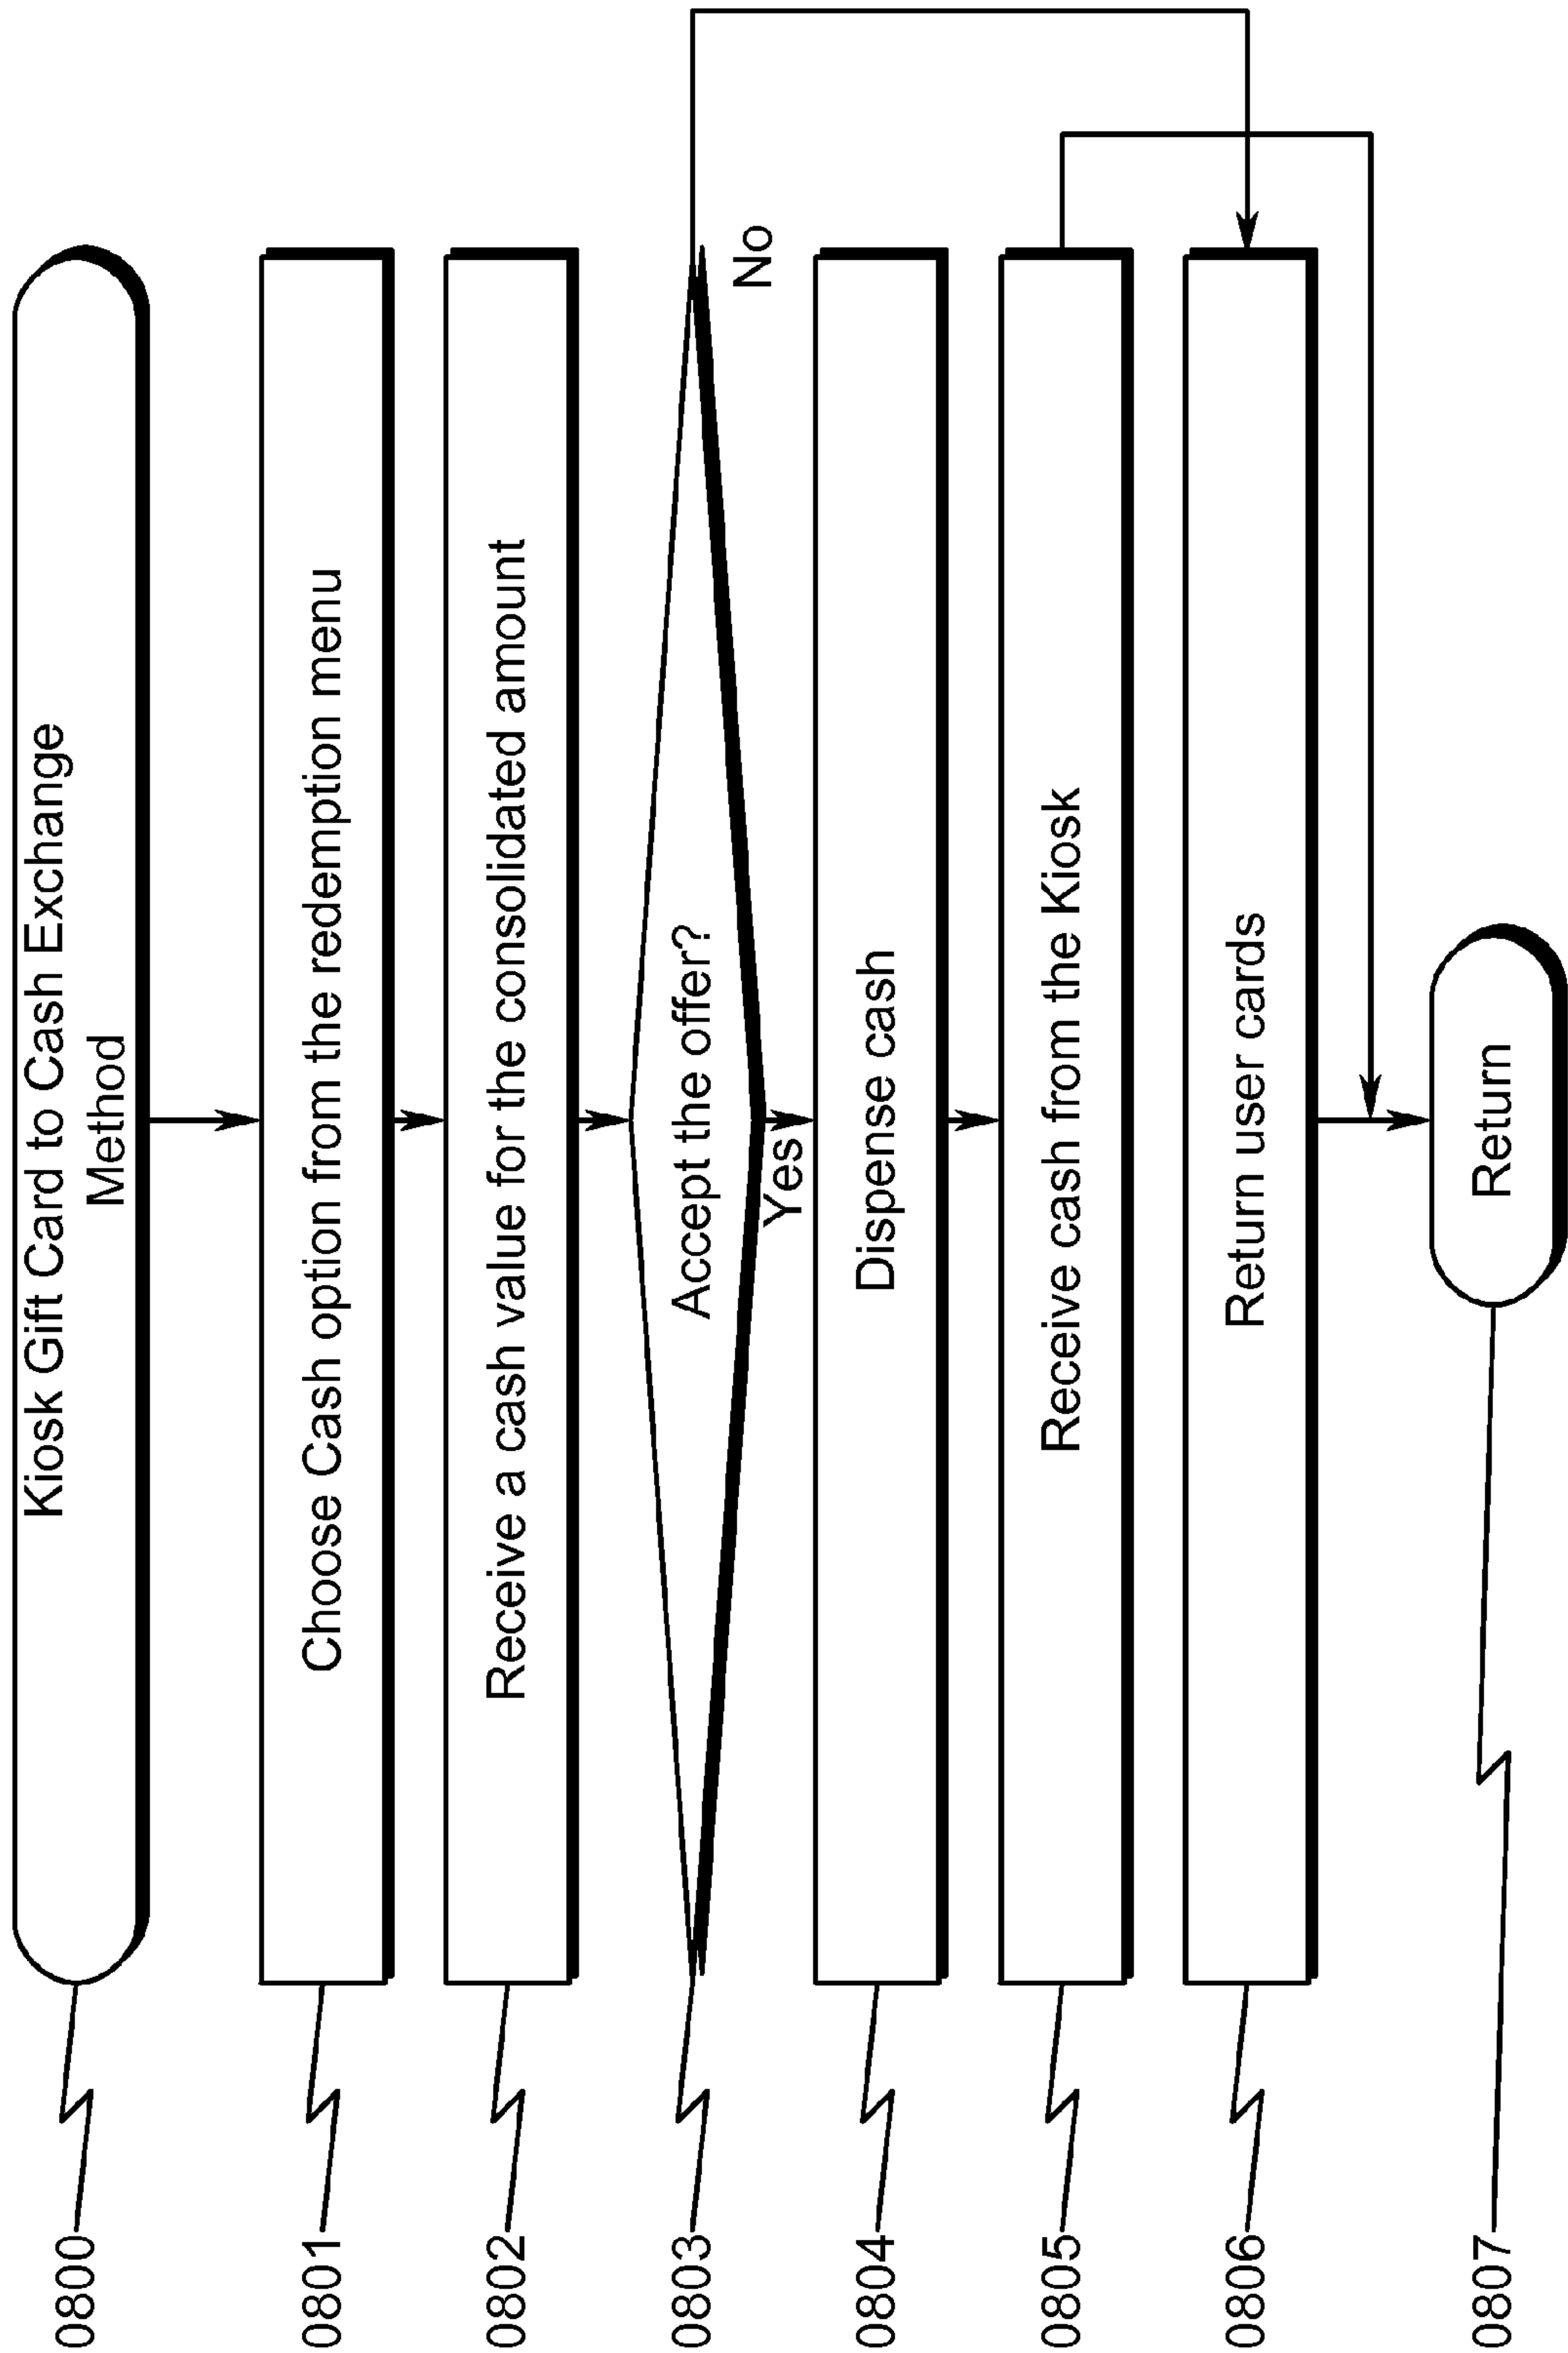 0800
Kiosk Gift Card to Cash Exchange
Method
0801
Choose Cash option from the redemption menu
0802
Receive a cash value for the consolidated amount
0803
Accept the offer?
No
Yes
0804
Dispense cash
0805
Receive cash from the Kiosk
0806
Return user cards
0807
Return